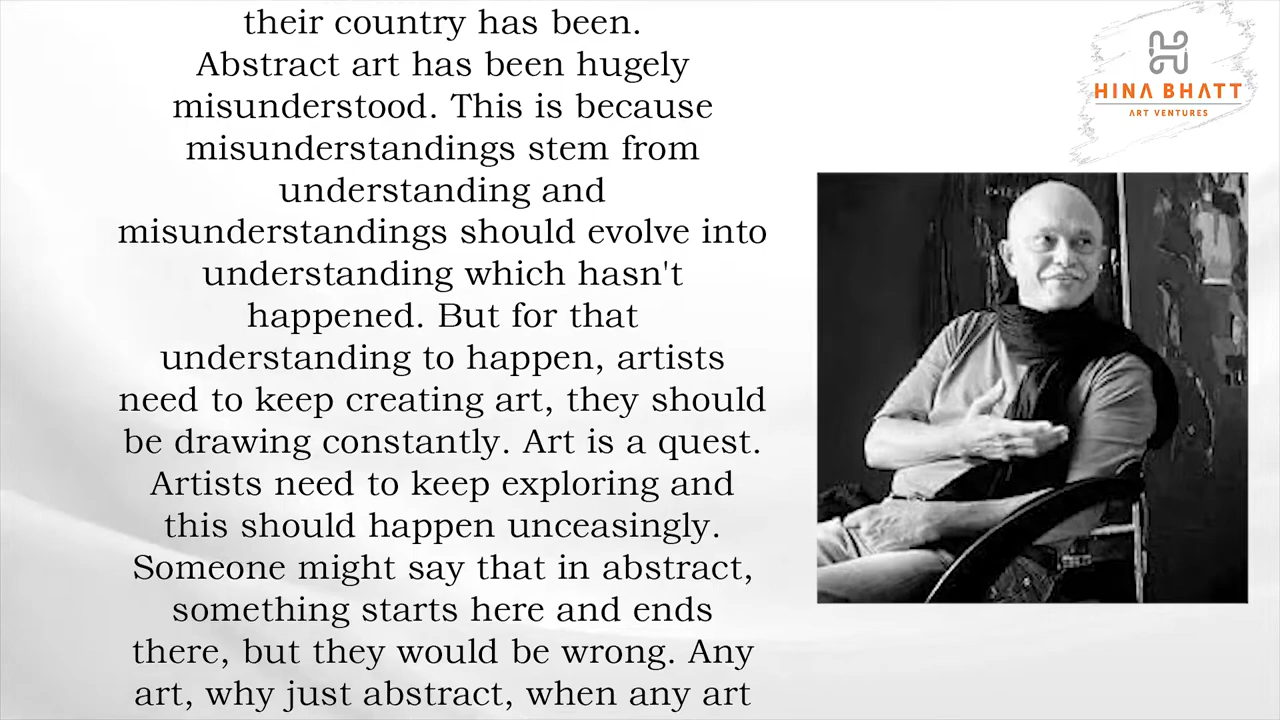 their country has been.
Abstract art has been hugely
misunderstood. This is because
misunderstandings stem from
understanding and
misunderstandings should evolve into
understanding which hasn't
happened. But for that
understanding to happen, artists
need to keep creating art, they should
be drawing constantly. Art is a quest.
Artists need to keep exploring and
this should happen unceasingly.
Someone might say that in abstract,
something starts here and ends
there, but they would be wrong. Any
art, why just abstract, when any art
HINA BHATT
ART VENTURES